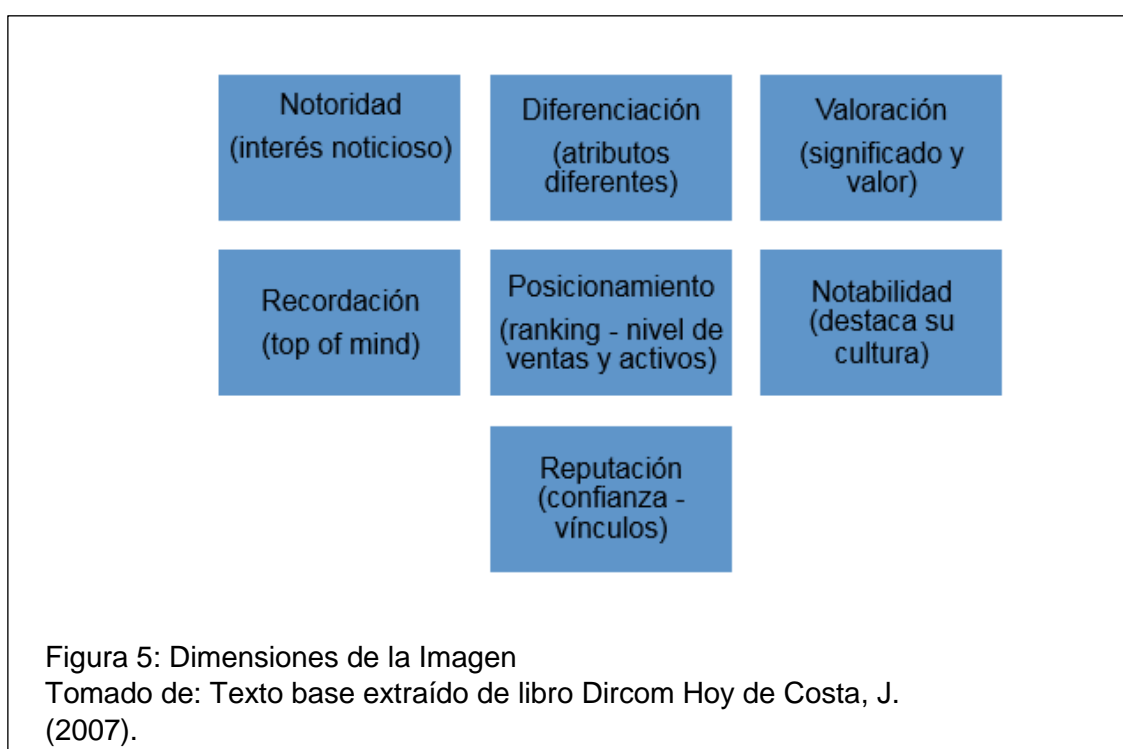 Notoridad
(interés noticioso)
Diferenciación
(atributos
diferentes)
Valoración
(significado y
valor)
Recordación
(top of mind)
Posicionamiento
(ranking - nivel de
ventas y activos)
Notabilidad
(destaca su
cultura)
Reputación
(confianza -
vínculos)
Figura 5: Dimensiones de la Imagen
Tomado de: Texto base extraído de libro Dircom Hoy de Costa, J.
(2007).